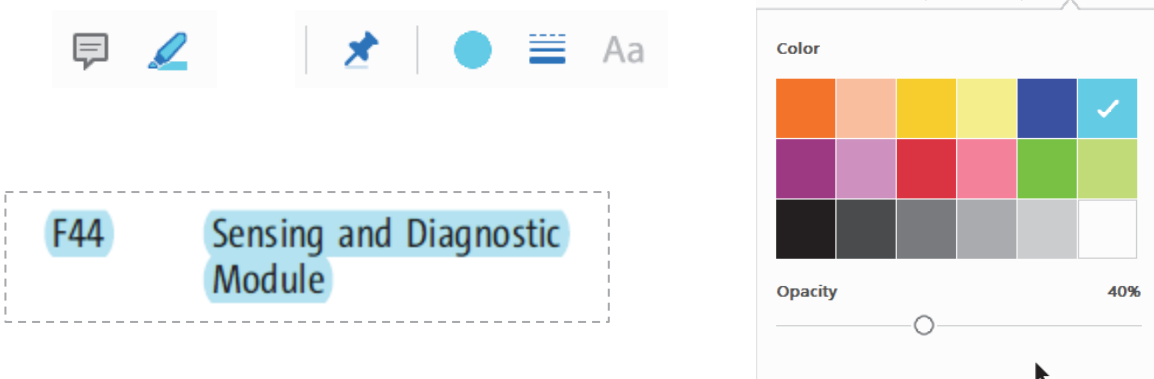 Aa
Color
F44 Sensing and Diagnostic
Module
Opacity 40%